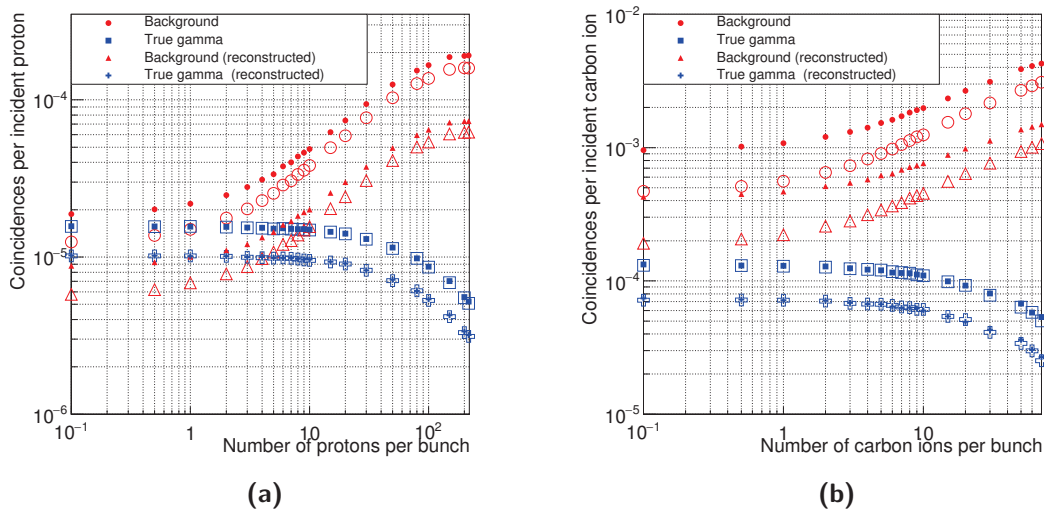 Background
True gamma
Background (reconstructed)
True gamma (reconstructed)
Coincidences per incident proton
10⁻⁴
10⁻⁵
10⁻⁶
10⁻¹ 1 10 10²
Number of protons per bunch
(a)
Background
True gamma
Background (reconstructed)
True gamma (reconstructed)
Coincidences per incident carbon ion
10⁻²
10⁻³
10⁻⁴
10⁻⁵
10⁻¹ 1 10
Number of carbon ions per bunch
(b)